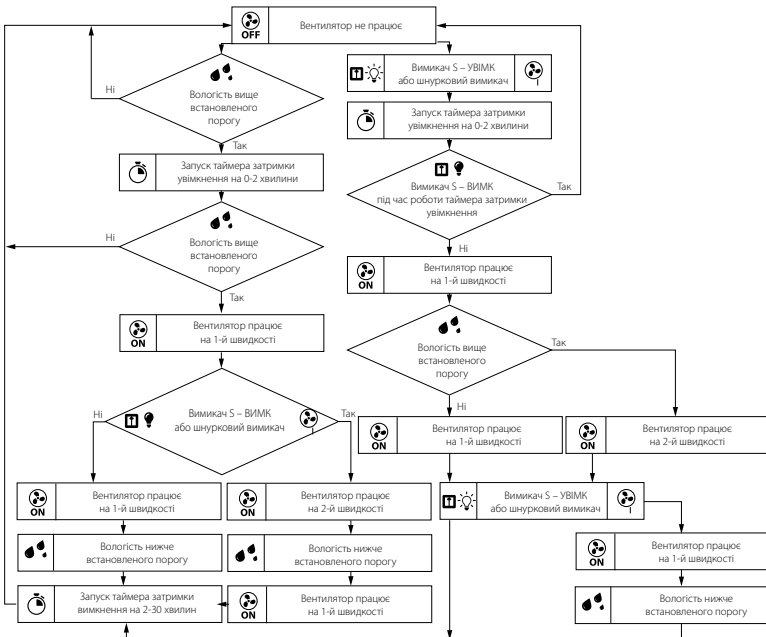 OFF
Вентилятор не працює
Ні
Вологість вище
встановленого
порогу
Так
Вимикач S – УВІМК
або шнурковий вимикач
Запуск таймера затримки
увімкнення на 0-2 хвилини
Запуск таймера затримки
увімкнення на 0-2 хвилини
Вимикач S – ВИМК
під час роботи таймера затримки
увімкнення
Так
Ні
Ні
Вологість вище
встановленого
порогу
Так
ON
Вентилятор працює
на 1-й швидкості
ON
Вентилятор працює
на 1-й швидкості
Вологість вище
встановленого
порогу
Так
Ні
Ні
Вимикач S – ВИМК
або шнурковий вимикач
Так
ON
Вентилятор працює
на 1-й швидкості
ON
Вентилятор працює
на 2-й швидкості
ON
Вентилятор працює
на 1-й швидкості
ON
Вентилятор працює
на 2-й швидкості
Вимикач S – УВІМК
або шнурковий вимикач
Вологість нижче
встановленого порогу
Вологість нижче
встановленого порогу
ON
Вентилятор працює
на 1-й швидкості
Запуск таймера затримки
вимкнення на 2-30 хвилин
ON
Вентилятор працює
на 1-й швидкості
Вологість нижче
встановленого порогу